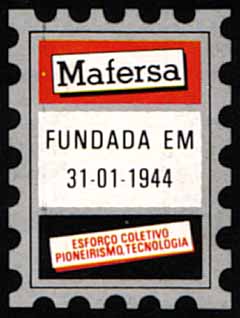 Mafersa
FUNDADA EM
31-01-1944
ESFORÇO COLETIVO
PIONEIRISMO, TECNOLOGIA